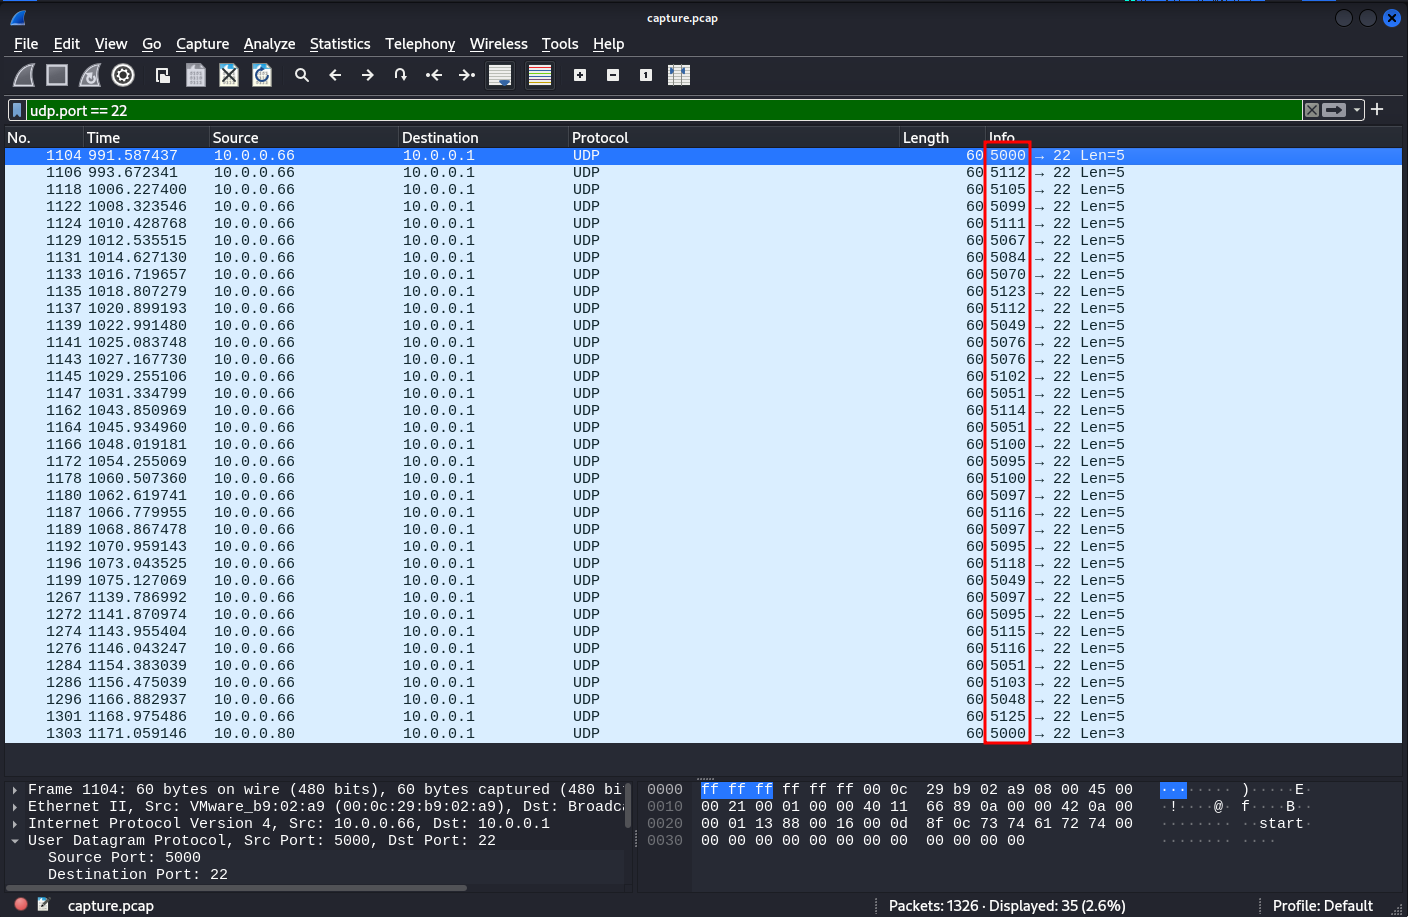 capture.pcap
File Edit View Go Capture Analyze Statistics Telephony Wireless Tools Help
udp.port == 22
No. Time Source Destination Protocol Length Info
1104 991.587437 10.0.0.66 10.0.0.1 UDP 60 5000 → 22 Len=5
1106 993.672341 10.0.0.66 10.0.0.1 UDP 60 5112 → 22 Len=5
1118 1006.227400 10.0.0.66 10.0.0.1 UDP 60 5105 → 22 Len=5
1122 1008.323546 10.0.0.66 10.0.0.1 UDP 60 5099 → 22 Len=5
1124 1010.428768 10.0.0.66 10.0.0.1 UDP 60 5111 → 22 Len=5
1129 1012.535515 10.0.0.66 10.0.0.1 UDP 60 5067 → 22 Len=5
1131 1014.627130 10.0.0.66 10.0.0.1 UDP 60 5084 → 22 Len=5
1133 1016.719657 10.0.0.66 10.0.0.1 UDP 60 5070 → 22 Len=5
1135 1018.807279 10.0.0.66 10.0.0.1 UDP 60 5123 → 22 Len=5
1137 1020.899193 10.0.0.66 10.0.0.1 UDP 60 5112 → 22 Len=5
1139 1022.991480 10.0.0.66 10.0.0.1 UDP 60 5049 → 22 Len=5
1141 1025.083748 10.0.0.66 10.0.0.1 UDP 60 5076 → 22 Len=5
1143 1027.167730 10.0.0.66 10.0.0.1 UDP 60 5076 → 22 Len=5
1145 1029.255106 10.0.0.66 10.0.0.1 UDP 60 5102 → 22 Len=5
1147 1031.334799 10.0.0.66 10.0.0.1 UDP 60 5051 → 22 Len=5
1162 1043.850969 10.0.0.66 10.0.0.1 UDP 60 5114 → 22 Len=5
1164 1045.934960 10.0.0.66 10.0.0.1 UDP 60 5051 → 22 Len=5
1166 1048.019181 10.0.0.66 10.0.0.1 UDP 60 5100 → 22 Len=5
1172 1054.255069 10.0.0.66 10.0.0.1 UDP 60 5095 → 22 Len=5
1178 1060.507360 10.0.0.66 10.0.0.1 UDP 60 5100 → 22 Len=5
1180 1062.619741 10.0.0.66 10.0.0.1 UDP 60 5097 → 22 Len=5
1187 1066.779955 10.0.0.66 10.0.0.1 UDP 60 5116 → 22 Len=5
1189 1068.867478 10.0.0.66 10.0.0.1 UDP 60 5097 → 22 Len=5
1192 1070.959143 10.0.0.66 10.0.0.1 UDP 60 5095 → 22 Len=5
1196 1073.043525 10.0.0.66 10.0.0.1 UDP 60 5118 → 22 Len=5
1199 1075.127069 10.0.0.66 10.0.0.1 UDP 60 5049 → 22 Len=5
1267 1139.786992 10.0.0.66 10.0.0.1 UDP 60 5097 → 22 Len=5
1272 1141.870974 10.0.0.66 10.0.0.1 UDP 60 5095 → 22 Len=5
1274 1143.955404 10.0.0.66 10.0.0.1 UDP 60 5115 → 22 Len=5
1276 1146.043247 10.0.0.66 10.0.0.1 UDP 60 5116 → 22 Len=5
1284 1154.383039 10.0.0.66 10.0.0.1 UDP 60 5051 → 22 Len=5
1286 1156.475039 10.0.0.66 10.0.0.1 UDP 60 5103 → 22 Len=5
1296 1166.882937 10.0.0.66 10.0.0.1 UDP 60 5048 → 22 Len=5
1301 1168.975486 10.0.0.66 10.0.0.1 UDP 60 5125 → 22 Len=5
1303 1171.059146 10.0.0.80 10.0.0.1 UDP 60 5000 → 22 Len=3
Frame 1104: 60 bytes on wire (480 bits), 60 bytes captured (480 bi
Ethernet II, Src: VMware_b9:02:a9 (00:0c:29:b9:02:a9), Dst: Broadca
Internet Protocol Version 4, Src: 10.0.0.66, Dst: 10.0.0.1
User Datagram Protocol, Src Port: 5000, Dst Port: 22
Source Port: 5000
Destination Port: 22
0000 ff ff ff ff ff ff 00 0c 29 b9 02 a9 08 00 45 00 ········ )·····E·
0010 00 21 00 01 00 00 40 11 66 89 0a 00 00 42 0a 00 ·!····@· f····B··
0020 00 01 13 88 00 16 00 0d 8f 0c 73 74 61 72 74 00 ········ ··start·
0030 00 00 00 00 00 00 00 00 00 00 00 00 ········ ····
capture.pcap
Packets: 1326 · Displayed: 35 (2.6%)
Profile: Default